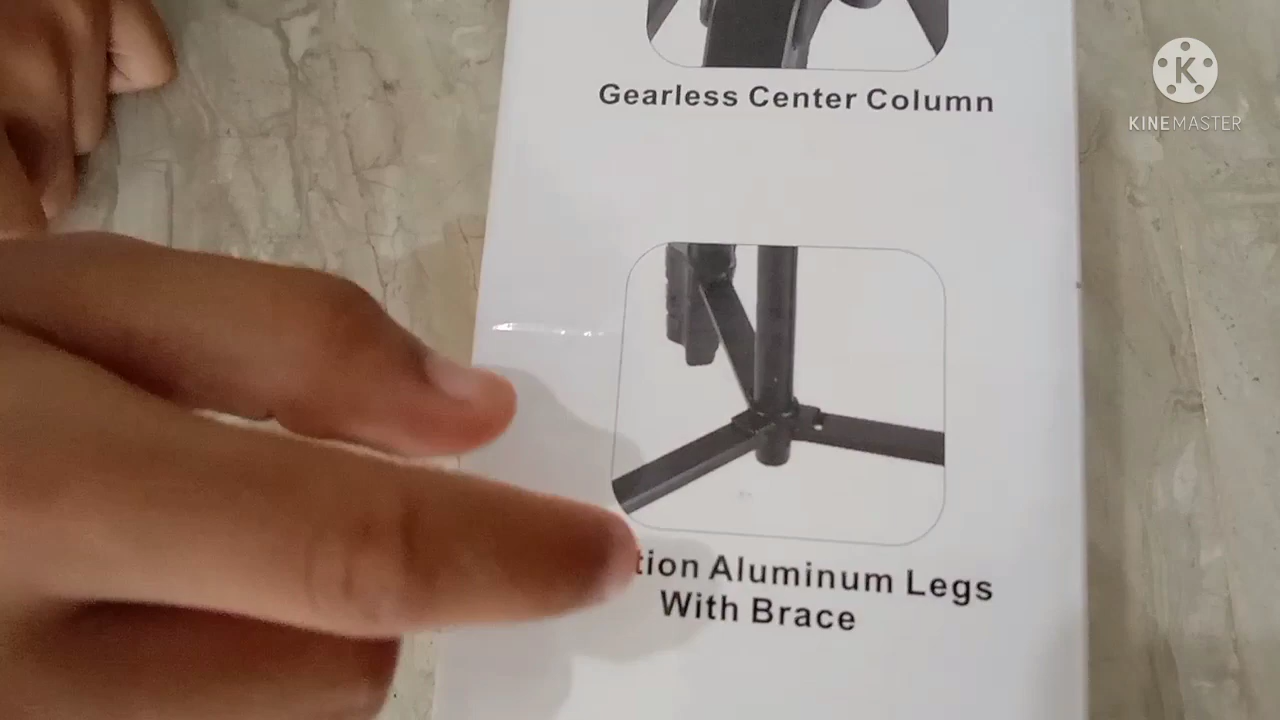 Gearless Center Column
K
KINEMASTER
tion Aluminum Legs
With Brace